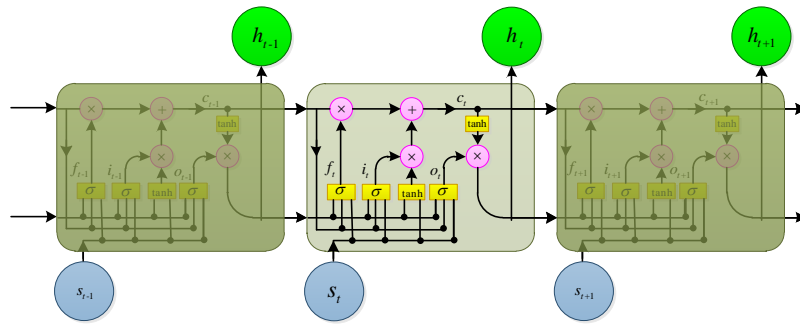 h_{t-1} h_t h_{t+1}
× + c_{t-1} × + c_t × + c_{t+1}
tanh tanh tanh
f_{t-1} i_{t-1} × o_{t-1} × f_t i_t × o_t × f_{t+1} i_{t+1} × o_{t+1} ×
σ σ tanh σ σ σ tanh σ σ σ tanh σ
s_{t-1} s_t s_{t+1}